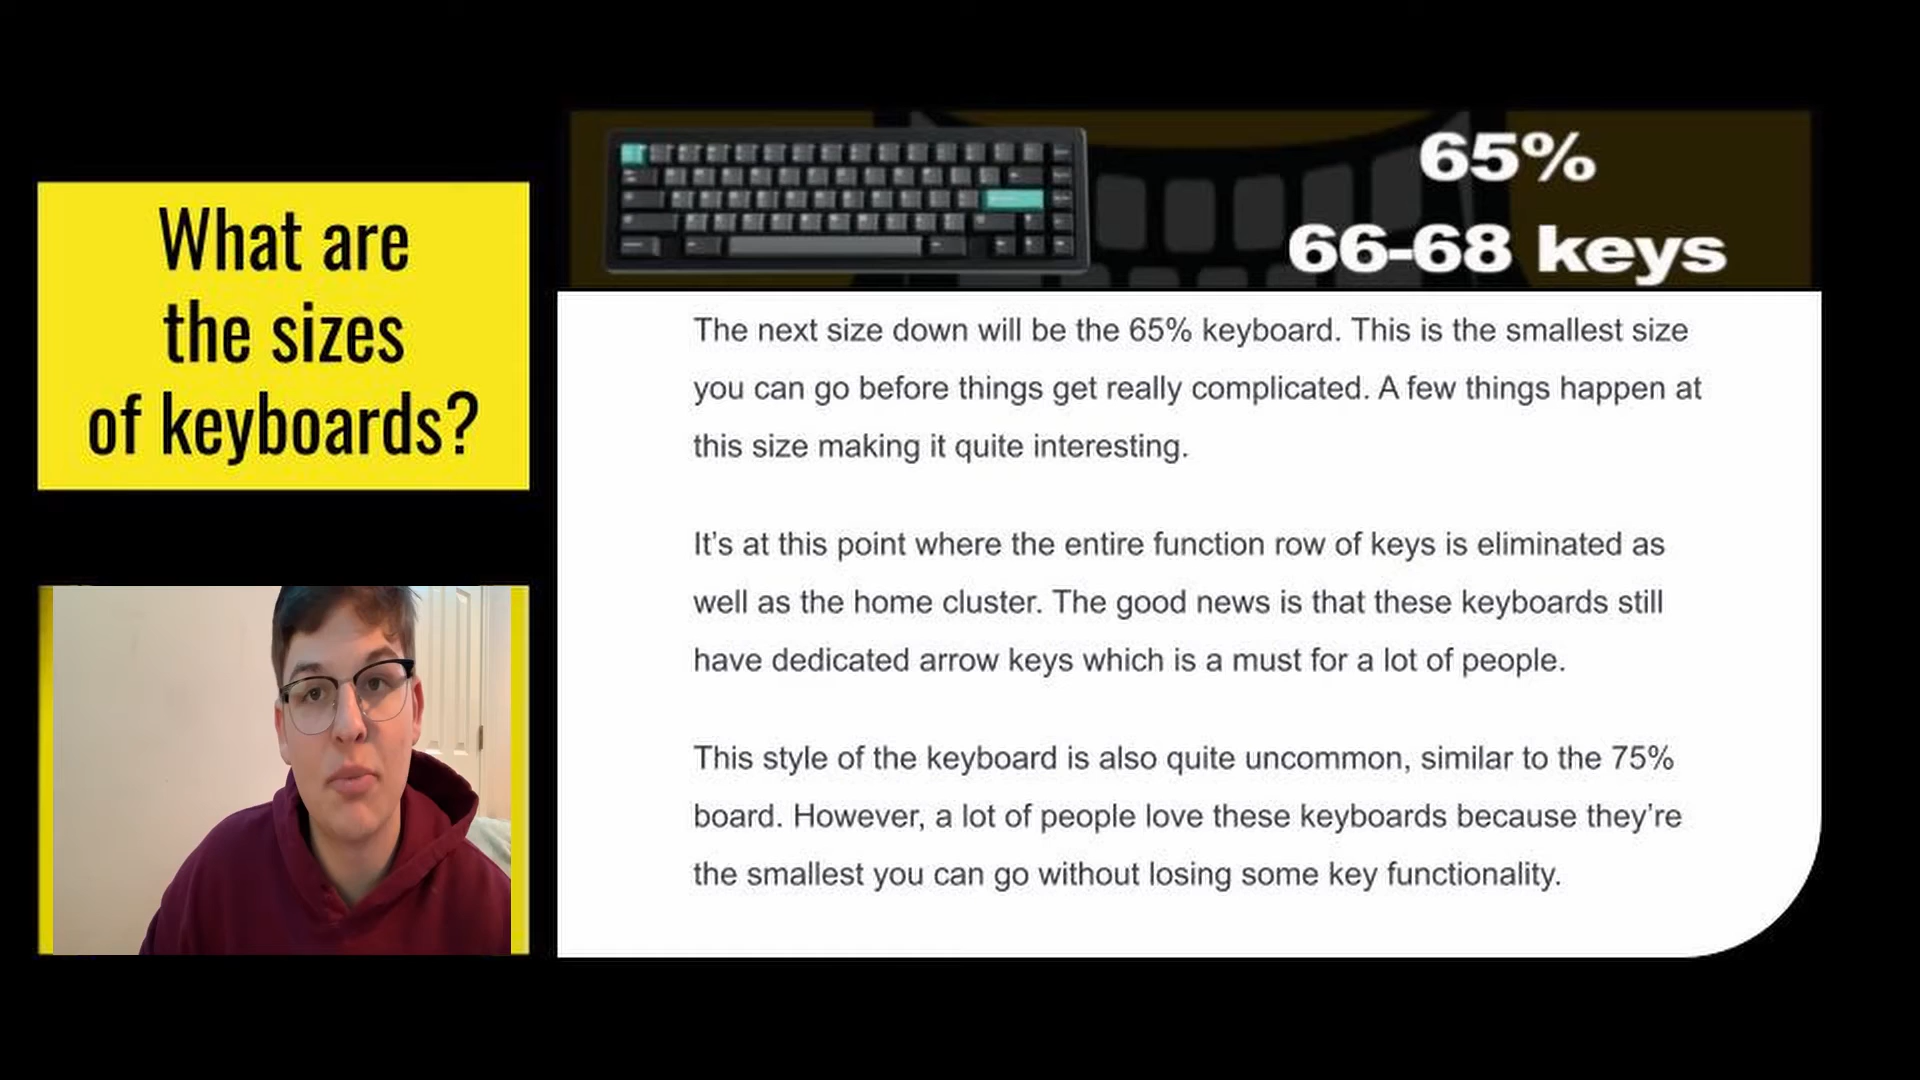 What are
the sizes
of keyboards?
65%
66-68 keys
The next size down will be the 65% keyboard. This is the smallest size
you can go before things get really complicated. A few things happen at
this size making it quite interesting.
It’s at this point where the entire function row of keys is eliminated as
well as the home cluster. The good news is that these keyboards still
have dedicated arrow keys which is a must for a lot of people.
This style of the keyboard is also quite uncommon, similar to the 75%
board. However, a lot of people love these keyboards because they’re
the smallest you can go without losing some key functionality.